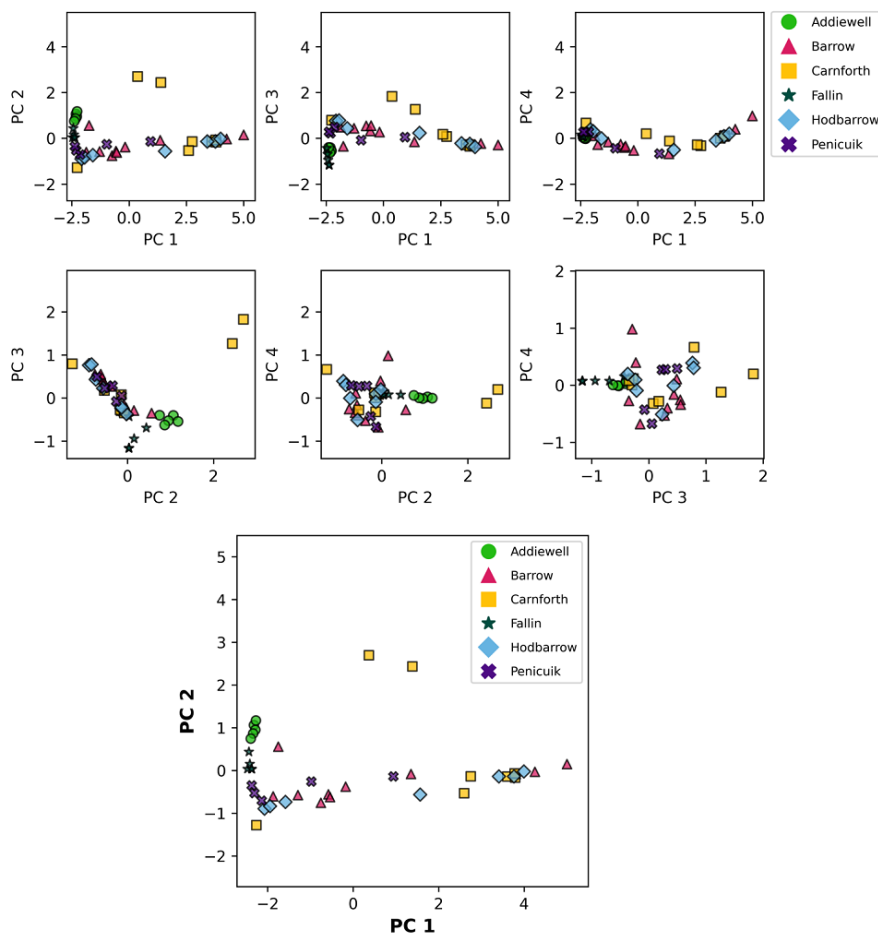 4
2
0
−2
PC 2
−2.5
0.0
2.5
5.0
PC 1
4
2
0
−2
PC 3
−2.5
0.0
2.5
5.0
PC 1
4
2
0
−2
PC 4
−2.5
0.0
2.5
5.0
PC 1
Addiewell
Barrow
Carnforth
Fallin
Hodbarrow
Penicuik
2
1
0
−1
PC 3
0
2
PC 2
2
1
0
−1
PC 4
0
2
PC 2
2
1
0
−1
PC 4
−1
0
1
2
PC 3
5
4
3
2
1
0
−1
−2
PC 2
−2
0
2
4
PC 1
Addiewell
Barrow
Carnforth
Fallin
Hodbarrow
Penicuik